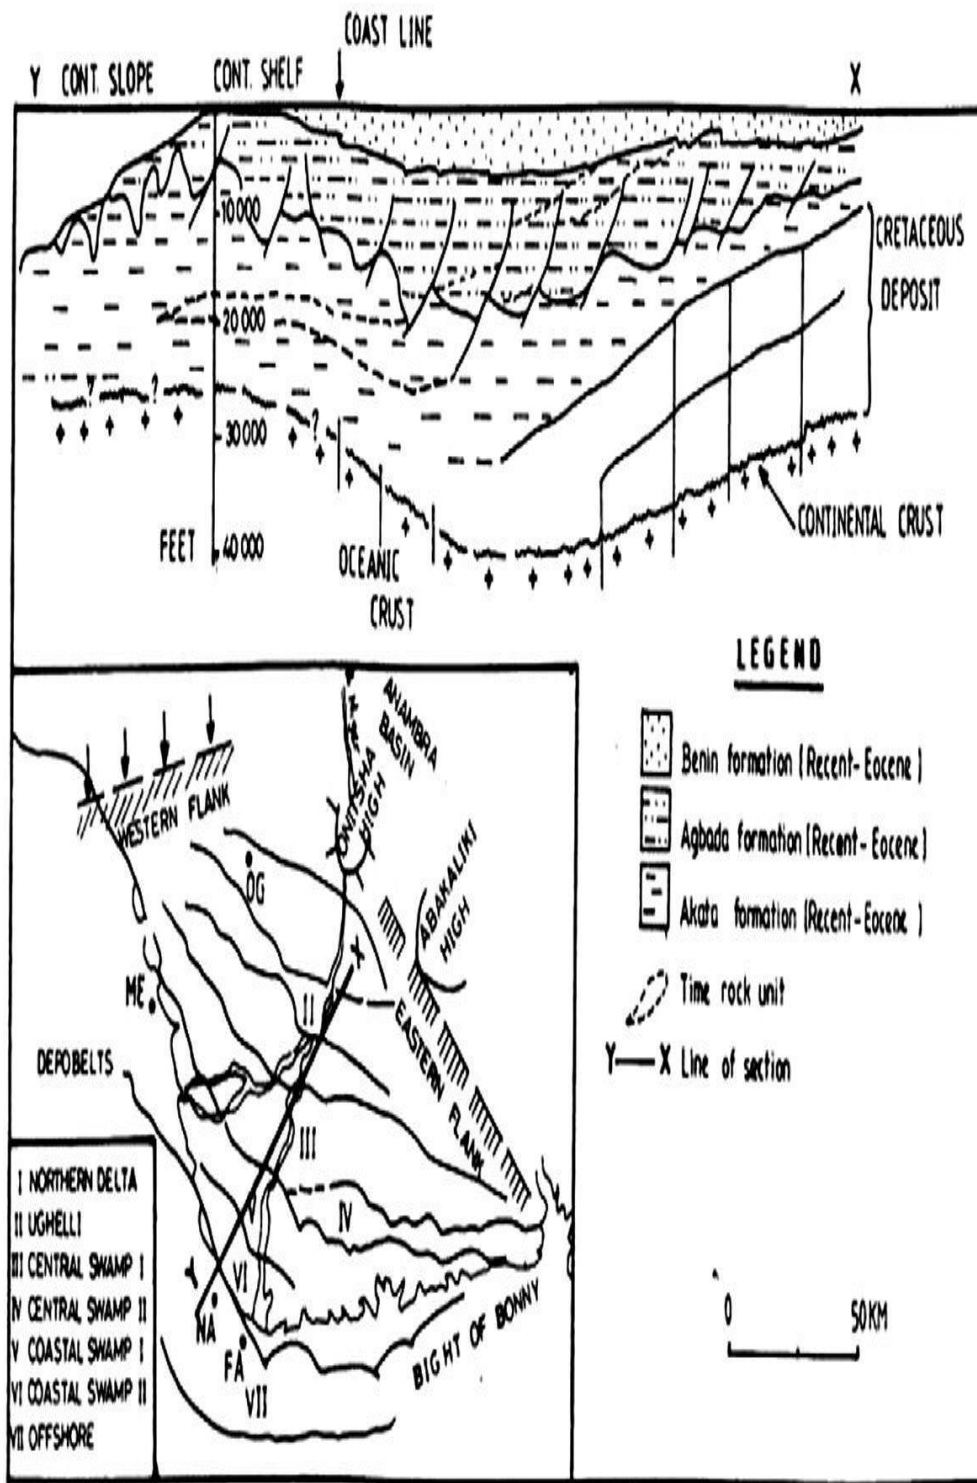 COAST LINE
Y CONT. SLOPE CONT. SHELF X
10000
20000
30000
FEET 40000
CRETACEOUS
DEPOSIT
? ? ?
OCEANIC
CRUST
CONTINENTAL CRUST
LEGEND
Benin formation (Recent-Eocene)
Agbada formation (Recent-Eocene)
Akata formation (Recent-Eocene)
Time rock unit
Y—X Line of section
0 50KM
ANAMBRA
BASIN
ONITSHA
HIGH
WESTERN FLANK
OG
ABAKALIKI
HIGH
X
ME
II
EASTERN FLANK
DEPOBELTS
III
IV
Y
VI
NA
FA
VII
BIGHT OF BONNY
I NORTHERN DELTA
II UGHELLI
III CENTRAL SWAMP I
IV CENTRAL SWAMP II
V COASTAL SWAMP I
VI COASTAL SWAMP II
VII OFFSHORE